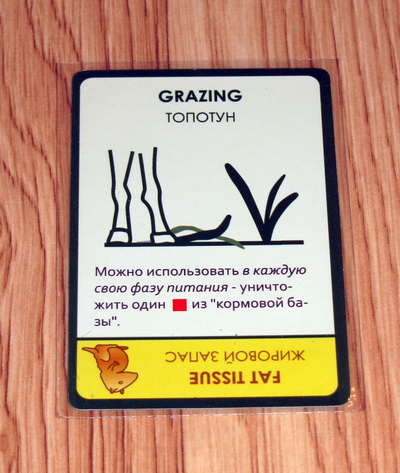 GRAZING
ТОПОТУН
Можно использовать в каждую
свою фазу питания - уничто-
жить один из "кормовой ба-
зы".
FAT TISSUE
ЖИРОВОЙ ЗАПАС